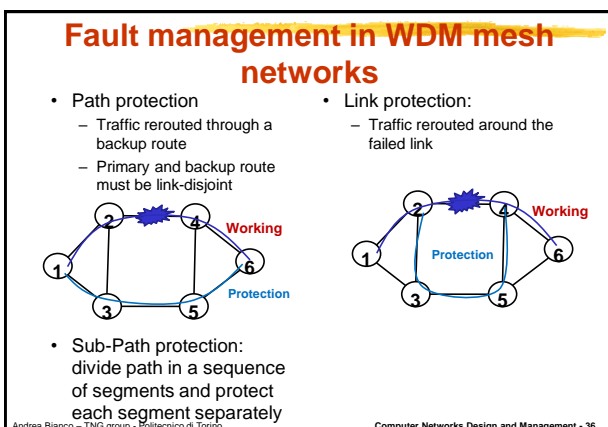 Fault management in WDM mesh
networks
• Path protection
– Traffic rerouted through a
backup route
– Primary and backup route
must be link-disjoint
2
4
Working
1
6
Protection
3
5
• Sub-Path protection:
divide path in a sequence
of segments and protect
each segment separately
• Link protection:
– Traffic rerouted around the
failed link
2
4
Working
1
6
Protection
3
5
Andrea Bianco – TNG group - Politecnico di Torino
Computer Networks Design and Management - 36